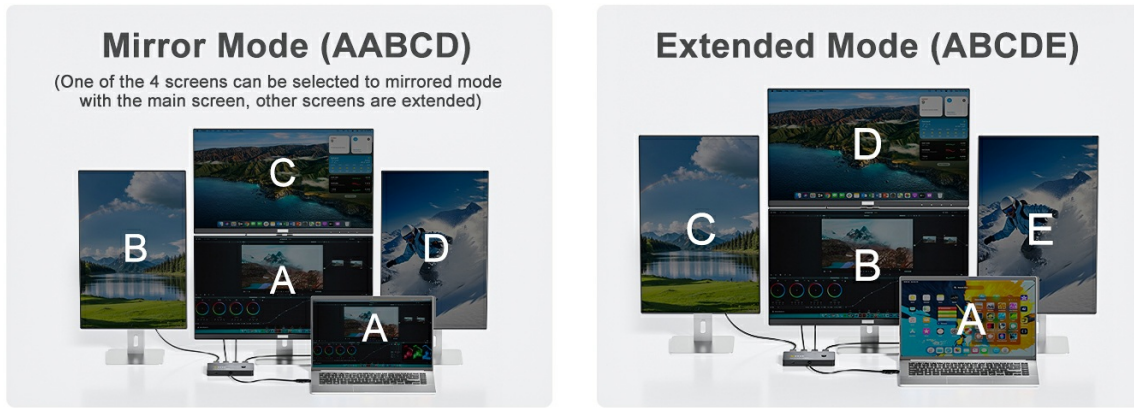 Mirror Mode (AABCD)
(One of the 4 screens can be selected to mirrored mode
with the main screen, other screens are extended)
C
B
D
A
A
Extended Mode (ABCDE)
D
C
E
B
A